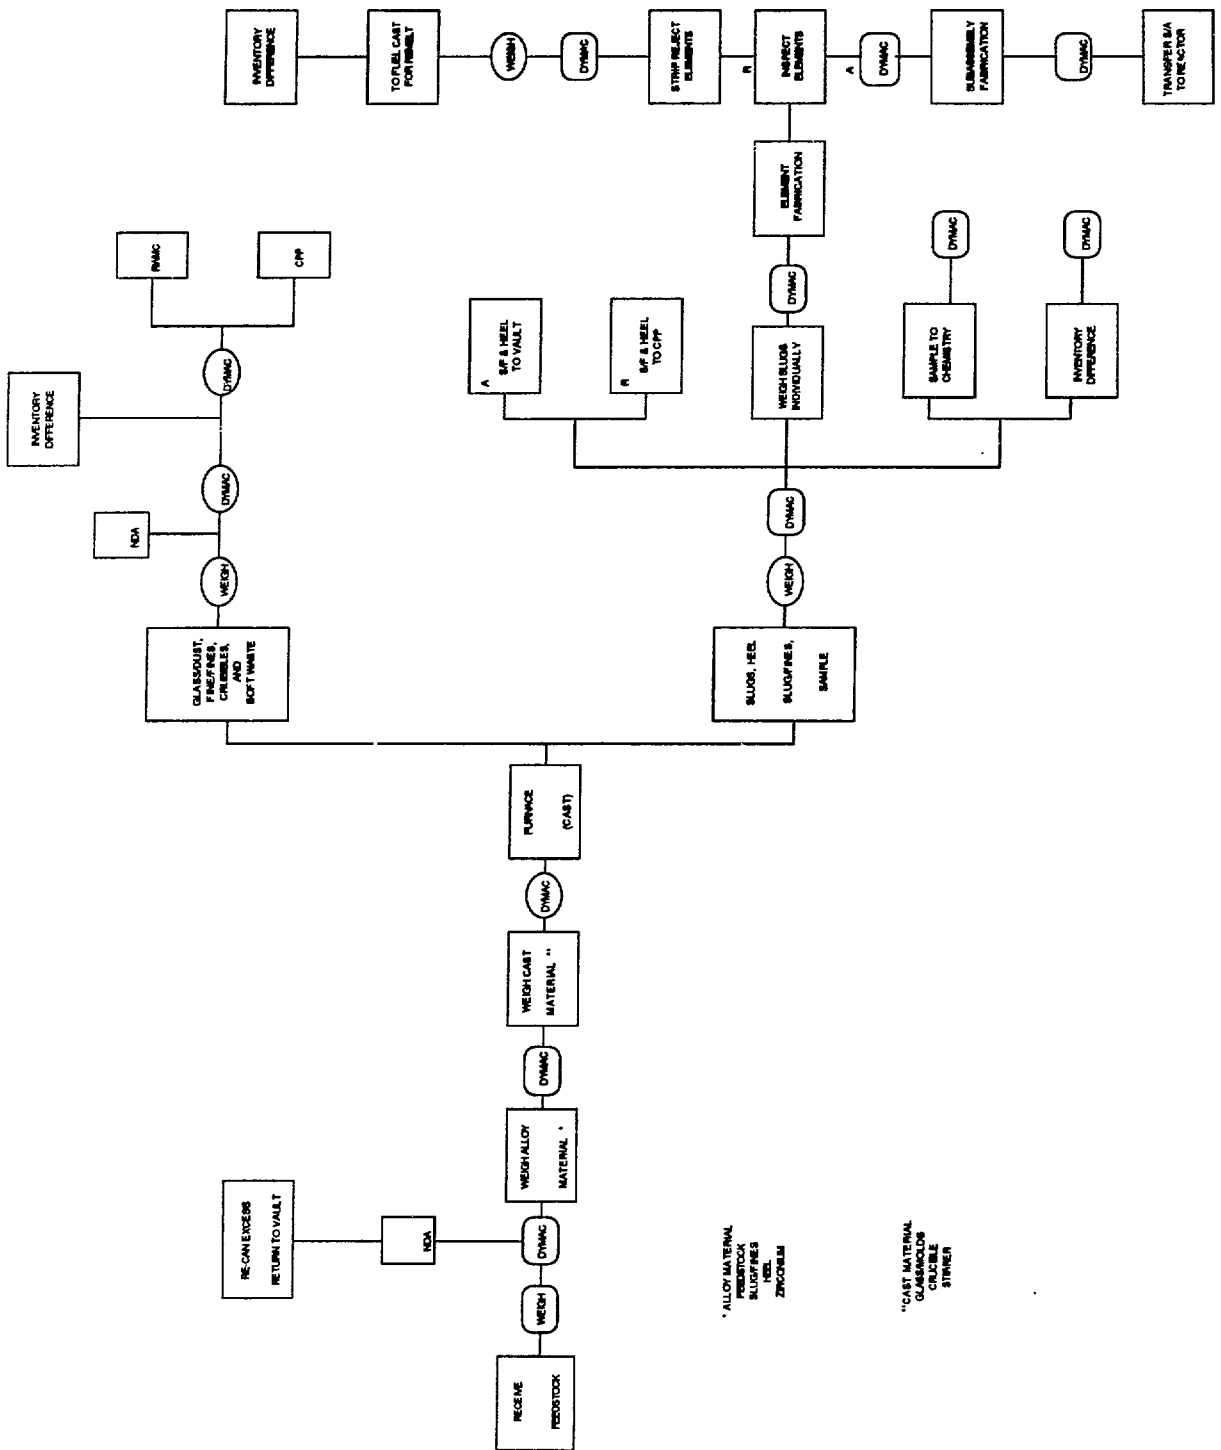 RECEIVE
FEEDSTOCK
WEIGH
DYMAC
NDA
RE-CAN EXCESS
RETURN TO VAULT
WEIGH ALLOY
MATERIAL *
DYMAC
WEIGH CAST
MATERIAL **
DYMAC
FURNACE
(CAST)
GLASS/DUST,
FINE/FINES,
CRUSIBLES,
AND
SOFT WASTE
WEIGH
NDA
DYMAC
INVENTORY
DIFFERENCE
DYMAC
RWMC
CPP
SLUGS, HEEL
SLUG/FINES,
SAMPLE
WEIGH
DYMAC
A
S/F & HEEL
TO VAULT
R
S/F & HEEL
TO CPP
WEIGH SLUGS
INDIVIDUALLY
DYMAC
SAMPLE TO
CHEMISTRY
DYMAC
INVENTORY
DIFFERENCE
DYMAC
ELEMENT
FABRICATION
INSPECT
ELEMENTS
R
STRIP REJECT
ELEMENTS
DYMAC
WEIGH
TO FUEL CAST
FOR REMELT
INVENTORY
DIFFERENCE
A
DYMAC
SUBASSEMBLY
FABRICATION
DYMAC
TRANSFER S/A
TO REACTOR
* ALLOY MATERIAL
FEEDSTOCK
SLUG/FINES
HEEL
ZIRCONIUM
**CAST MATERIAL
GLASS/MOLDS
CRUCIBLE
STIRRER